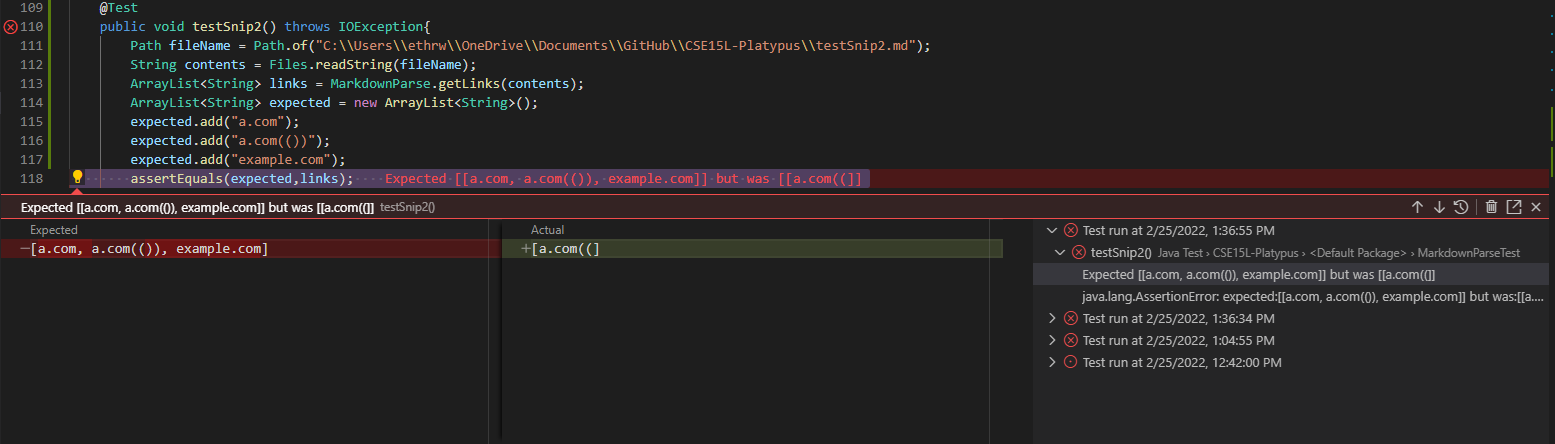 109 @Test
110 public void testSnip2() throws IOException{
111 Path fileName = Path.of("C:\\Users\\ethrw\\OneDrive\\Documents\\GitHub\\CSE15L-Platypus\\testSnip2.md");
112 String contents = Files.readString(fileName);
113 ArrayList<String> links = MarkdownParse.getLinks(contents);
114 ArrayList<String> expected = new ArrayList<String>();
115 expected.add("a.com");
116 expected.add("a.com(())");
117 expected.add("example.com");
118 assertEquals(expected,links); Expected [[a.com, a.com(()), example.com]] but was [[a.com((]]
Expected [[a.com, a.com(()), example.com]] but was [[a.com((]] testSnip2()
Expected
−[a.com, a.com(()), example.com]
Actual
+[a.com((]
Test run at 2/25/2022, 1:36:55 PM
testSnip2() Java Test › CSE15L-Platypus › <Default Package> › MarkdownParseTest
Expected [[a.com, a.com(()), example.com]] but was [[a.com((]]
java.lang.AssertionError: expected:[[a.com, a.com(()), example.com]] but was:[[a....
Test run at 2/25/2022, 1:36:34 PM
Test run at 2/25/2022, 1:04:55 PM
Test run at 2/25/2022, 12:42:00 PM